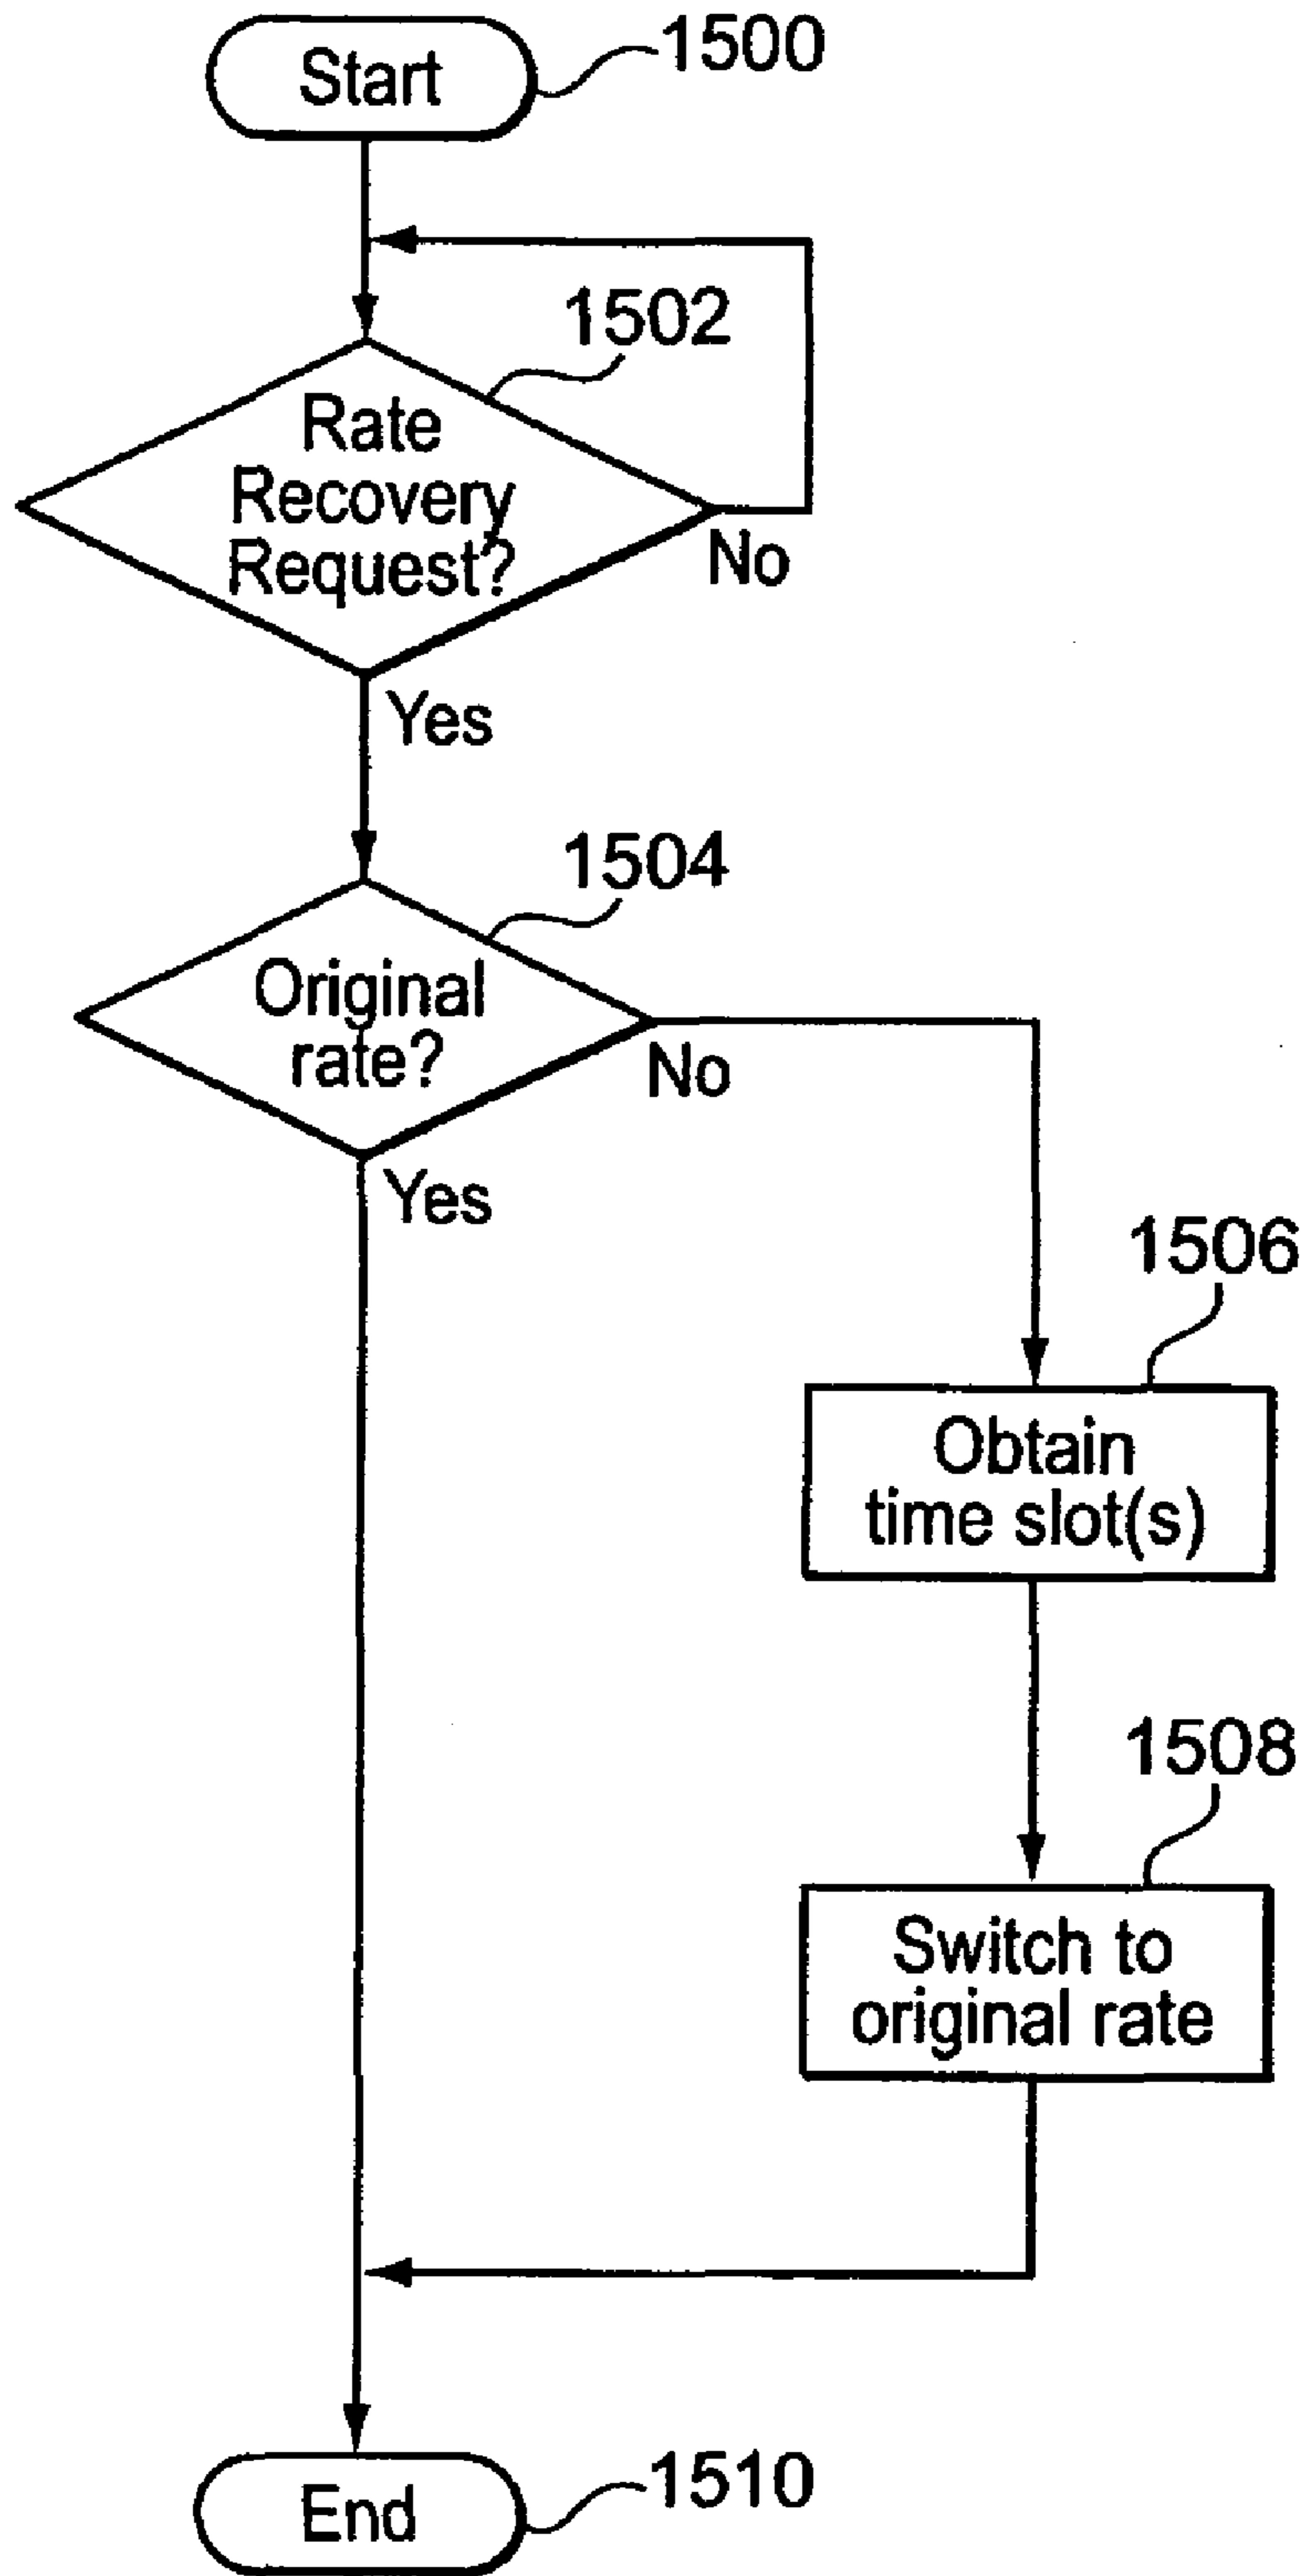 Start
1500
1502
Rate
Recovery
Request?
No
Yes
1504
Original
rate?
No
Yes
1506
Obtain
time slot(s)
1508
Switch to
original rate
End
1510